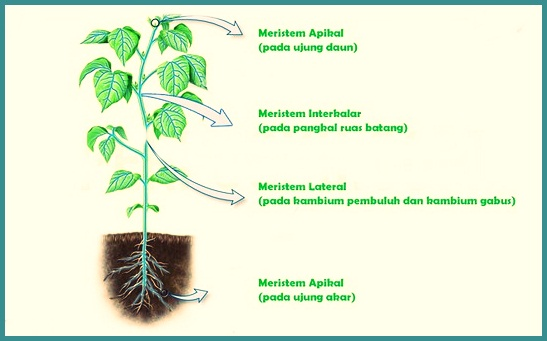 Meristem Apikal
(pada ujung daun)
Meristem Interkalar
(pada pangkal ruas batang)
Meristem Lateral
(pada kambium pembuluh dan kambium gabus)
Meristem Apikal
(pada ujung akar)